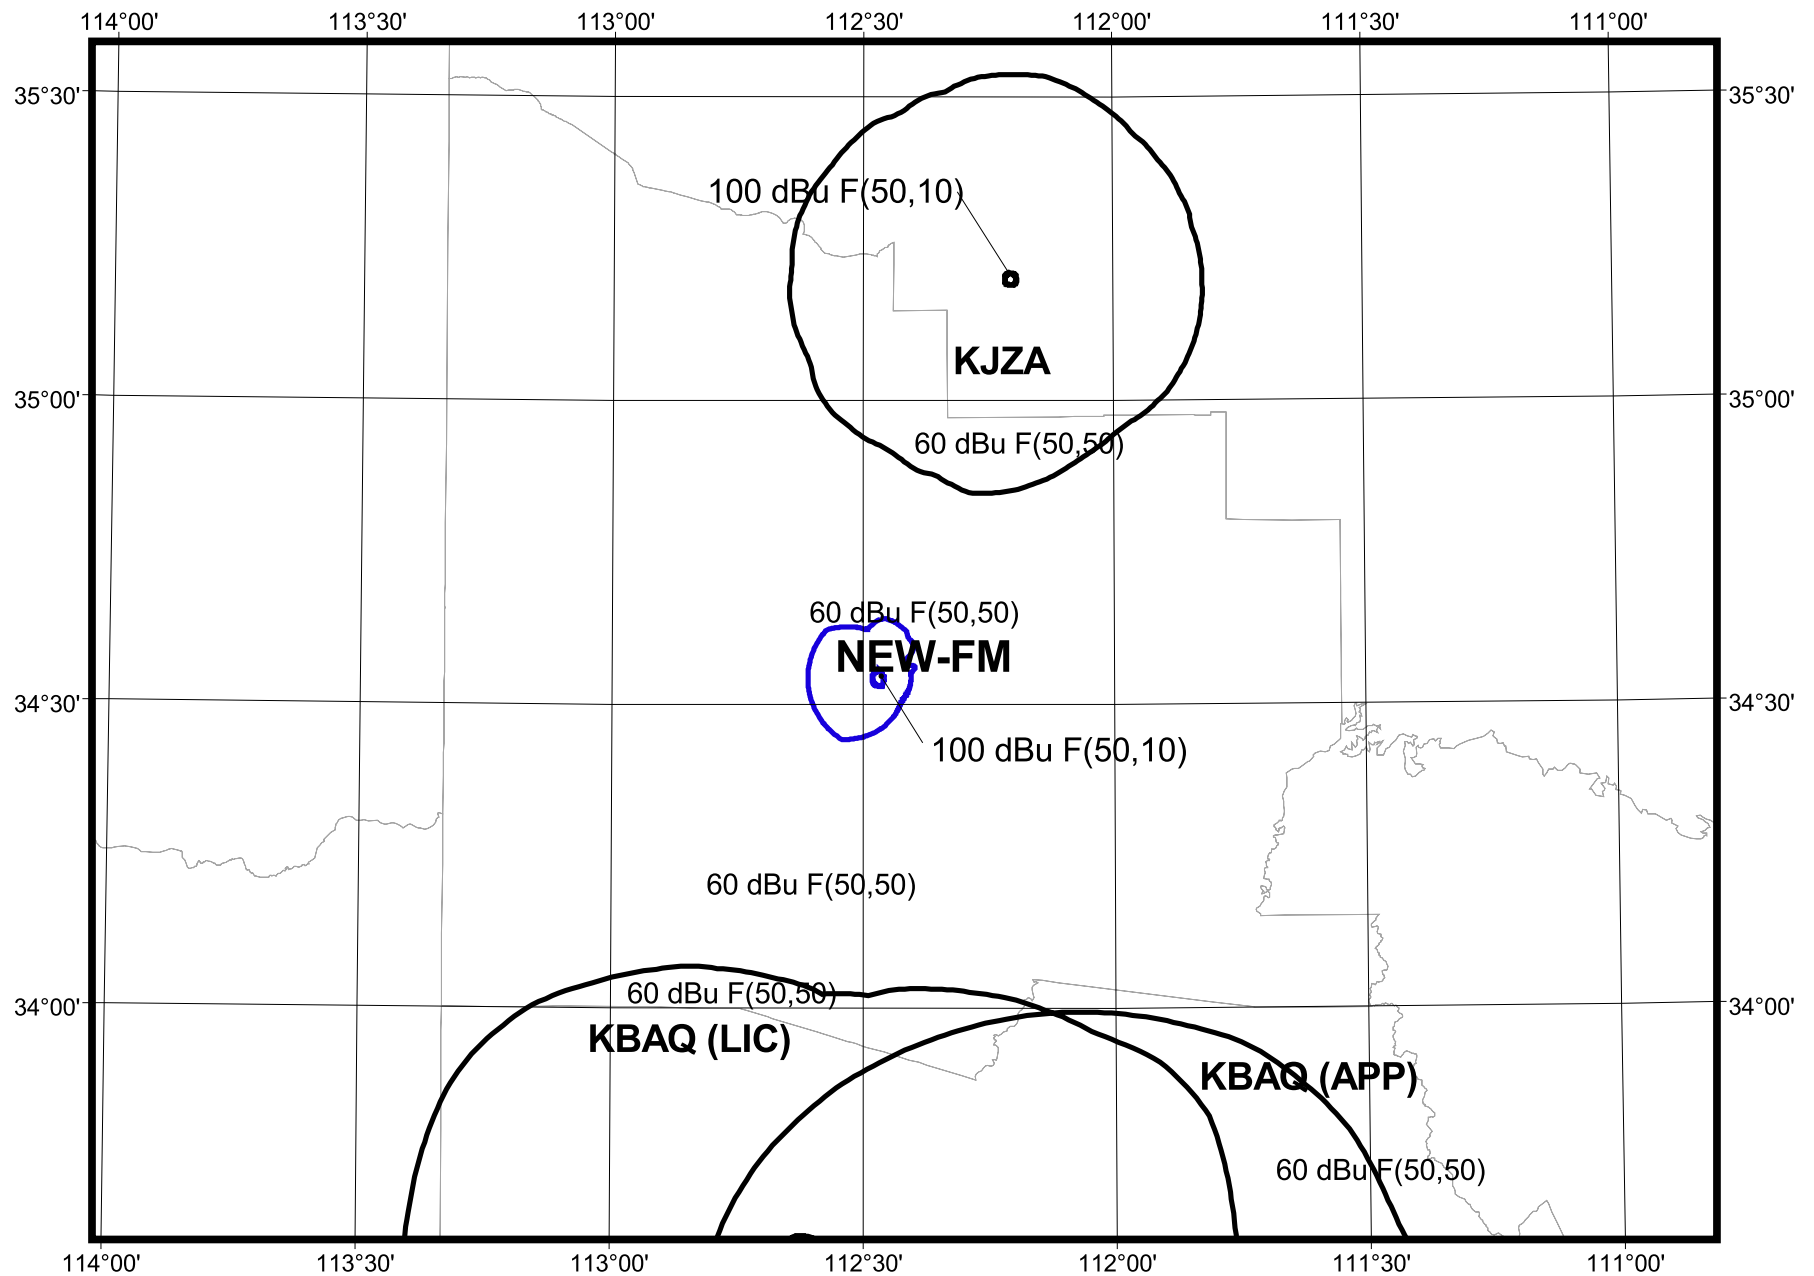 114°00' 113°30' 113°00' 112°30' 112°00' 111°30' 111°00'
35°30' 35°30'
100 dBu F(50,10)
KJZA
35°00' 35°00'
60 dBu F(50,50)
60 dBu F(50,50)
NEW-FM
34°30' 34°30'
100 dBu F(50,10)
60 dBu F(50,50)
60 dBu F(50,50)
34°00' 34°00'
KBAQ (LIC)
KBAQ (APP)
60 dBu F(50,50)
114°00' 113°30' 113°00' 112°30' 112°00' 111°30' 111°00'